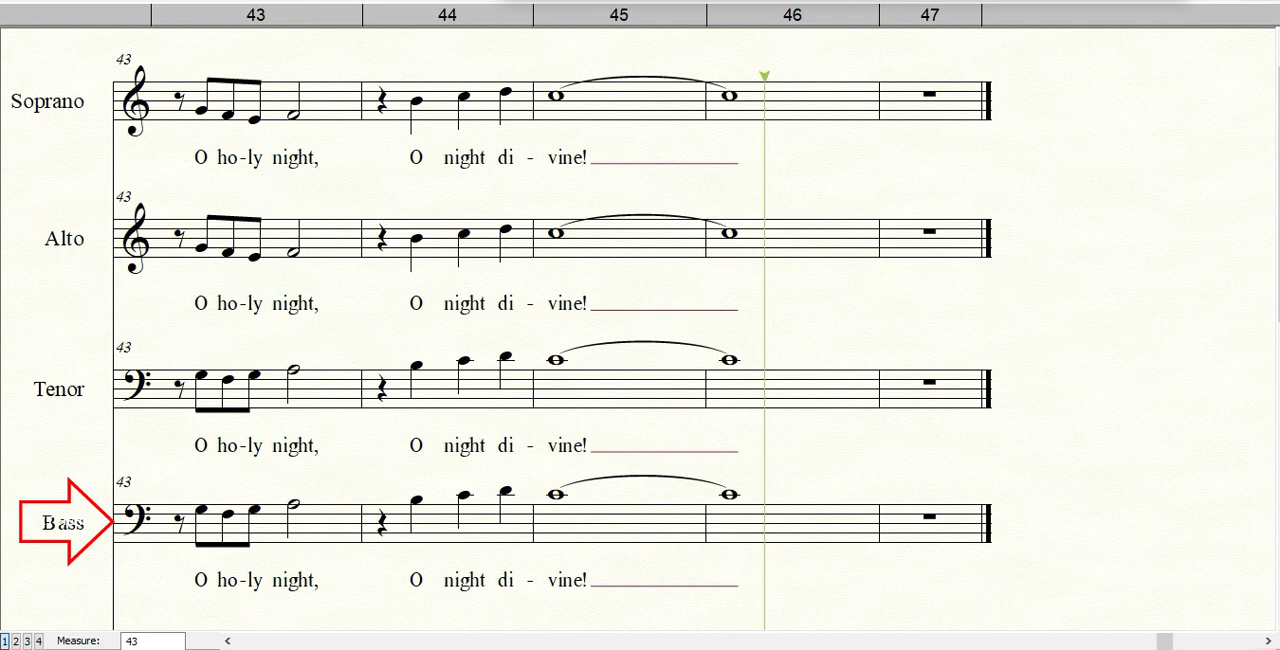 43 44 45 46 47
43
Soprano
O ho-ly night, O night di - vine!
43
Alto
O ho-ly night, O night di - vine!
43
Tenor
O ho-ly night, O night di - vine!
43
Bass
O ho-ly night, O night di - vine!
1 2 3 4 Measure: 43